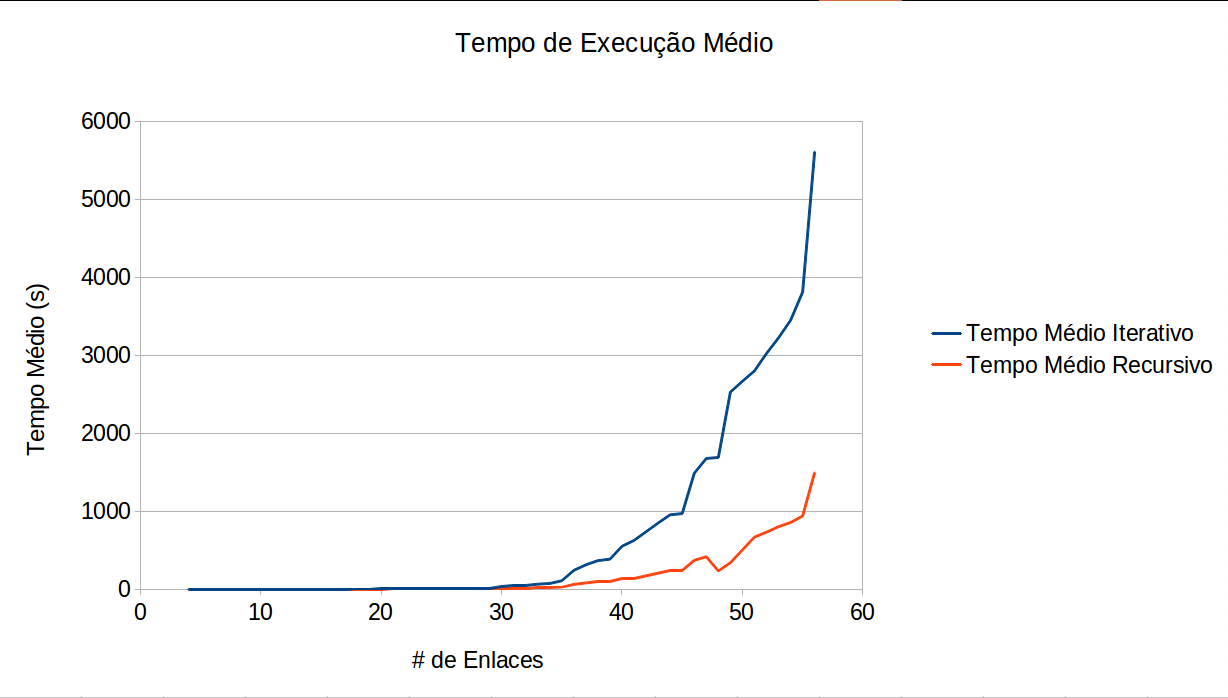 Tempo de Execução Médio
6000
5000
4000
3000
2000
1000
0
Tempo Médio (s)
0 10 20 30 40 50 60
# de Enlaces
Tempo Médio Iterativo
Tempo Médio Recursivo